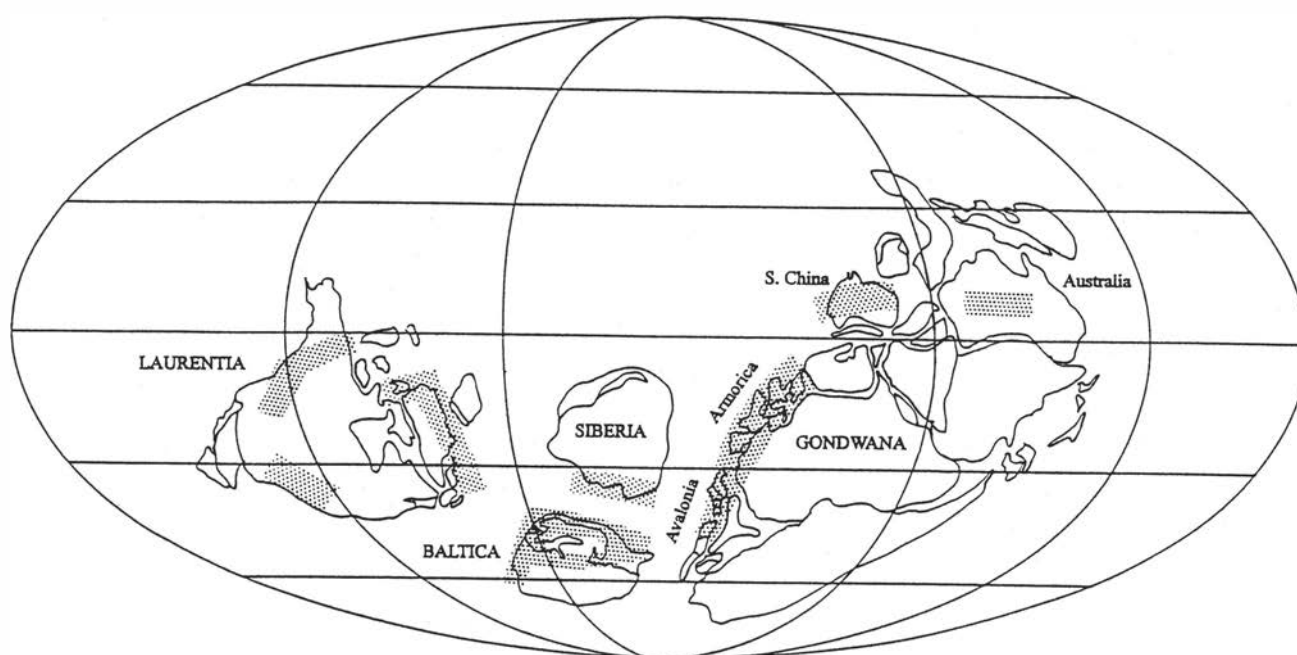 S. China
Australia
LAURENTIA
Armorica
SIBERIA
GONDWANA
Avalonia
BALTICA